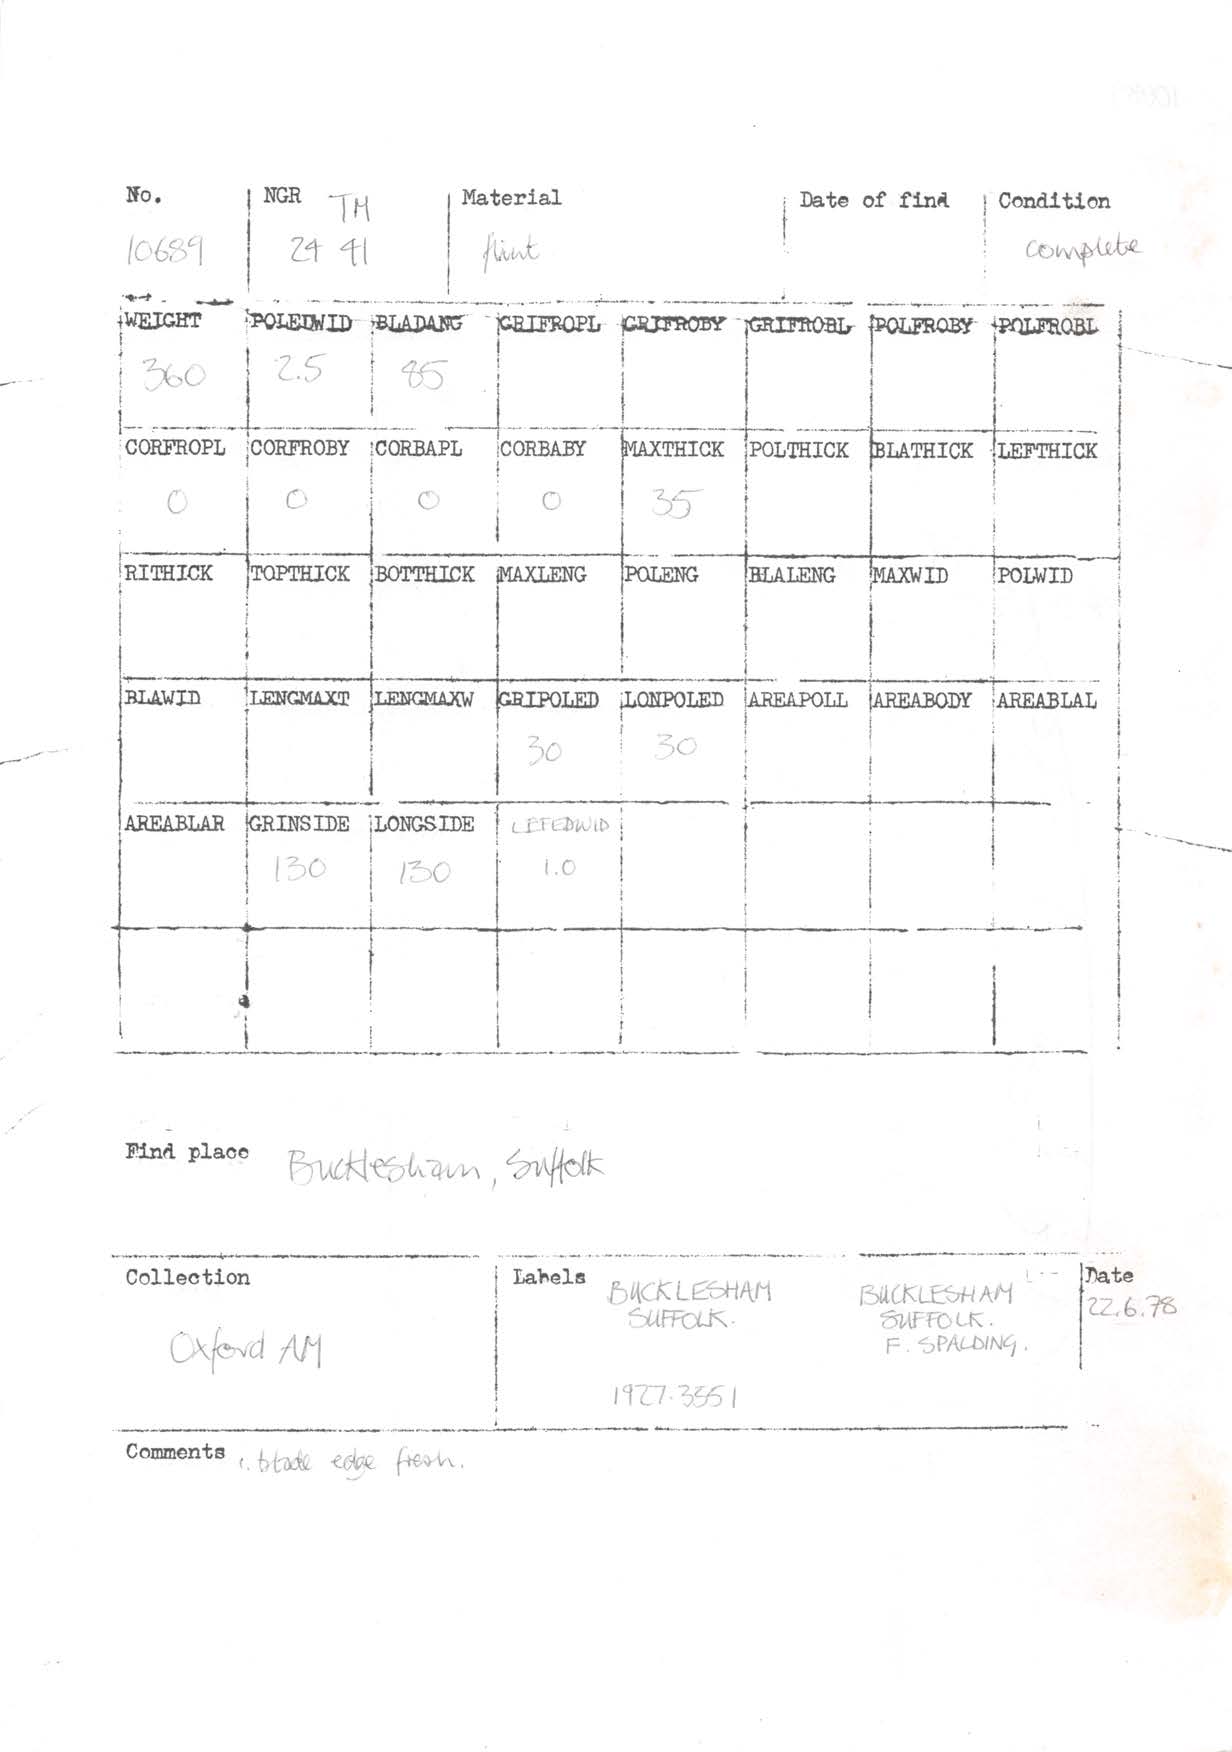 No. NGR TM Material Date of find Condition
10689 24 41 flint complete
WEIGHT POLEDWID BLADANG GRIFROPL GRIFROBY GRIFROBL POLFROBY POLFROBL
360 2.5 85
CORFROPL CORFROBY CORBAPL CORBABY MAXTHICK POLTHICK BLATHICK LEFTHICK
0 0 0 0 35
RITHICK TOPTHICK BOTTHICK MAXLENG POLENG BLALENG MAXWID POLWID
BLAWID LENGMAXT LENGMAXW GRIPOLED LONPOLED AREAPOLL AREABODY AREABLAL
30 30
AREABLAR GRINSIDE LONGSIDE LEFEDWID
130 130 1.0
Find place Bucklesham, Suffolk
Collection Labels BUCKLESHAM BUCKLESHAM Date
SUFFOLK. SUFFOLK. 22.6.78
Oxford AM F. SPALDING.
1927.3551
Comments 1. blade edge fresh.